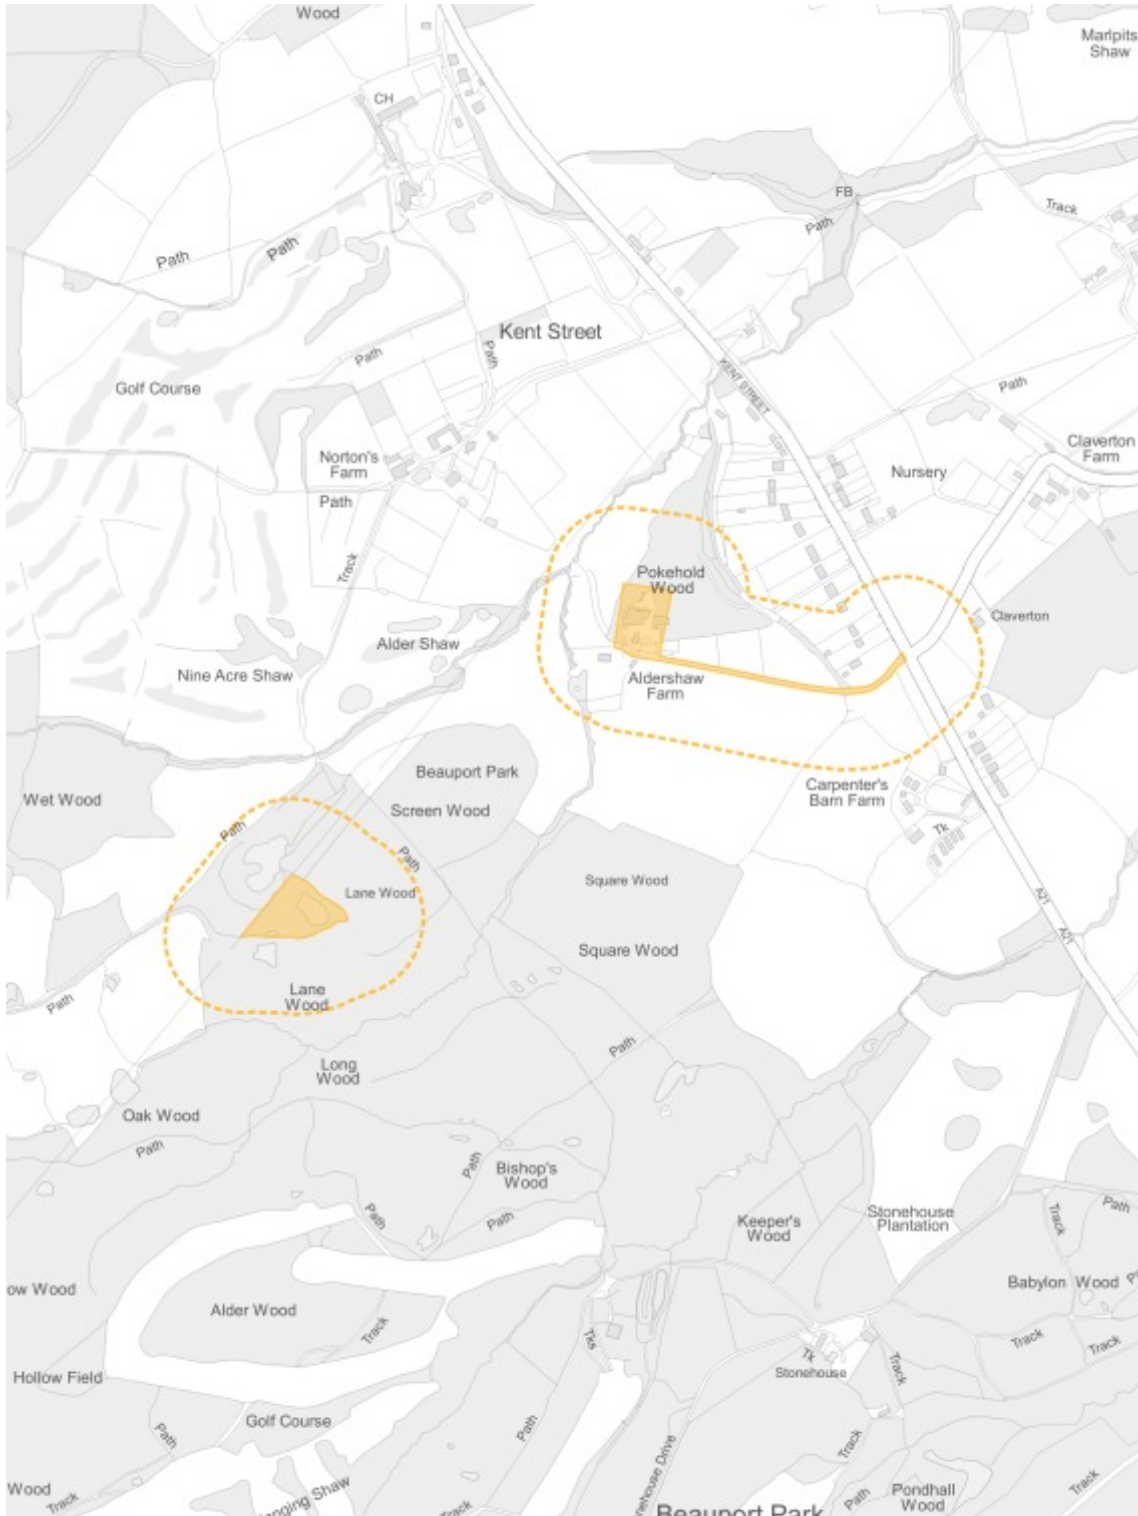 Wood
Marlpits
Shaw
CH
FB
Path
Track
Path
Path
Kent Street
Path
Path
KENT STREET
Path
Golf Course
Claverton
Farm
Norton's
Farm
Nursery
Path
Track
Pokehold
Wood
Claverton
Alder Shaw
Nine Acre Shaw
Aldershaw
Farm
Beauport Park
Carpenter's
Barn Farm
Wet Wood
Screen Wood
Path
Tk
Path
Square Wood
Lane Wood
A21
A21
Square Wood
Lane
Wood
Path
Path
Long
Wood
Oak Wood
Path
Path
Bishop's
Wood
Path
Path
Keeper's
Wood
Stonehouse
Plantation
Track
Path
ow Wood
Babylon Wood
Alder Wood
Track
Tks
Track
Track
Tk
Stonehouse
Track
Hollow Field
Golf Course
Path
Path
Track
Track
Wood
Track
nging Shaw
Track
nehouse Drive
Path
Pondhall
Wood
Beauport Park